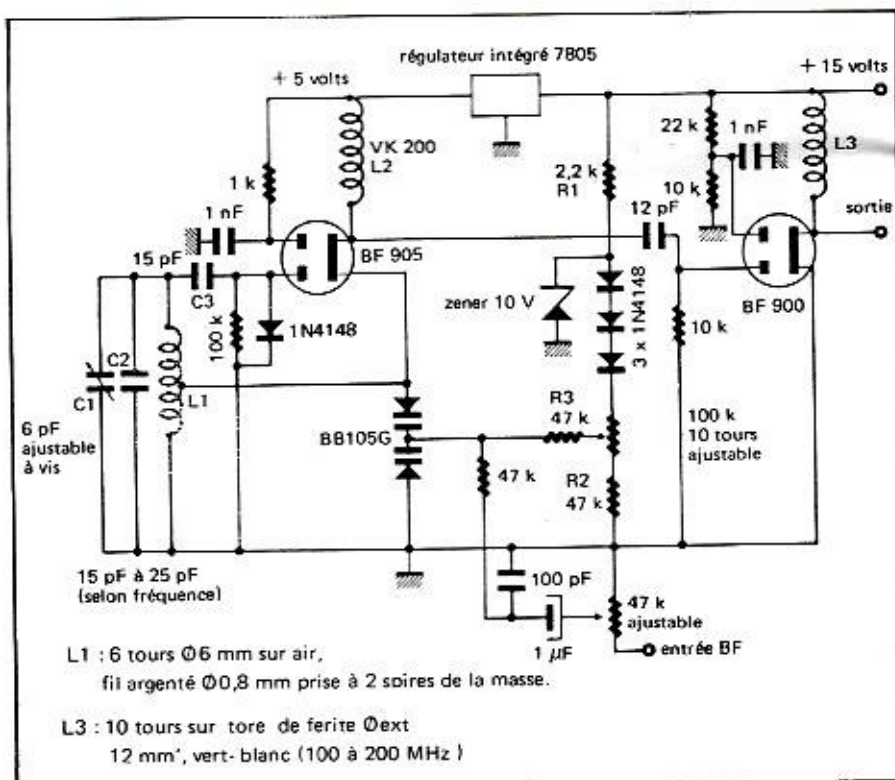 régulateur intégré 7805
+ 5 volts
+ 15 volts
VK 200
L2
1 k
1 nF
2,2 k
R1
22 k
1 nF
L3
10 k
12 pF
sortie
15 pF
C3
BF 905
BF 900
zener 10 V
3 x 1N4148
10 k
100 k
1N4148
C2
C1
L1
6 pF
ajustable
à vis
BB105G
R3
47 k
100 k
10 tours
ajustable
47 k
R2
47 k
15 pF à 25 pF
(selon fréquence)
100 pF
47 k
ajustable
1 µF
entrée BF
L1 : 6 tours Ø6 mm sur air,
fil argenté Ø0,8 mm prise à 2 spires de la masse.
L3 : 10 tours sur tore de ferite Øext
12 mm', vert-blanc (100 à 200 MHz )